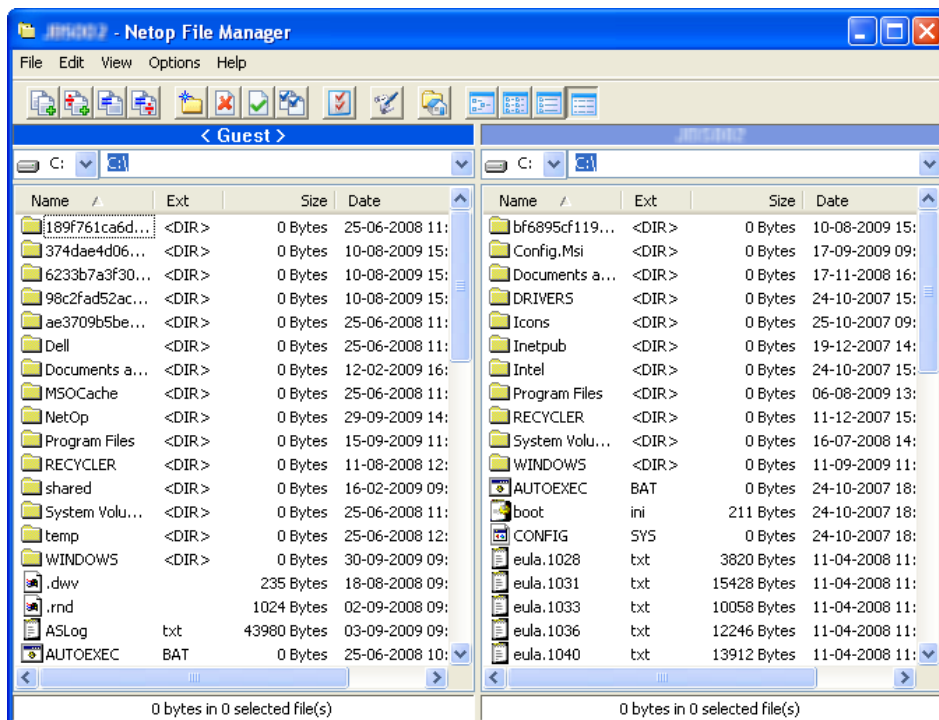 - Netop File Manager
File Edit View Options Help
< Guest >
C: C:\
Name Ext Size Date
189f761ca6d... <DIR> 0 Bytes 25-06-2008 11:
374dae4d06... <DIR> 0 Bytes 10-08-2009 15:
6233b7a3f30... <DIR> 0 Bytes 10-08-2009 15:
98c2fad52ac... <DIR> 0 Bytes 10-08-2009 15:
ae3709b5be... <DIR> 0 Bytes 25-06-2008 11:
Dell <DIR> 0 Bytes 25-06-2008 11:
Documents a... <DIR> 0 Bytes 12-02-2009 16:
MSOCache <DIR> 0 Bytes 25-06-2008 11:
NetOp <DIR> 0 Bytes 29-09-2009 14:
Program Files <DIR> 0 Bytes 15-09-2009 11:
RECYCLER <DIR> 0 Bytes 11-08-2008 12:
shared <DIR> 0 Bytes 16-02-2009 09:
System Volu... <DIR> 0 Bytes 25-06-2008 11:
temp <DIR> 0 Bytes 25-06-2008 12:
WINDOWS <DIR> 0 Bytes 30-09-2009 09:
.dwv 235 Bytes 18-08-2008 09:
.rnd 1024 Bytes 02-09-2008 09:
ASLog txt 43980 Bytes 03-09-2009 09:
AUTOEXEC BAT 0 Bytes 25-06-2008 10:
0 bytes in 0 selected file(s)
C: C:\
Name Ext Size Date
bf6895cf119... <DIR> 0 Bytes 10-08-2009 15:
Config.Msi <DIR> 0 Bytes 17-09-2009 09:
Documents a... <DIR> 0 Bytes 17-11-2008 16:
DRIVERS <DIR> 0 Bytes 24-10-2007 15:
Icons <DIR> 0 Bytes 25-10-2007 09:
Inetpub <DIR> 0 Bytes 19-12-2007 14:
Intel <DIR> 0 Bytes 24-10-2007 15:
Program Files <DIR> 0 Bytes 06-08-2009 13:
RECYCLER <DIR> 0 Bytes 11-12-2007 15:
System Volu... <DIR> 0 Bytes 16-07-2008 14:
WINDOWS <DIR> 0 Bytes 11-09-2009 11:
AUTOEXEC BAT 0 Bytes 24-10-2007 18:
boot ini 211 Bytes 24-10-2007 18:
CONFIG SYS 0 Bytes 24-10-2007 18:
eula.1028 txt 3820 Bytes 11-04-2008 11:
eula.1031 txt 15428 Bytes 11-04-2008 11:
eula.1033 txt 10058 Bytes 11-04-2008 11:
eula.1036 txt 12246 Bytes 11-04-2008 11:
eula.1040 txt 13912 Bytes 11-04-2008 11:
0 bytes in 0 selected file(s)